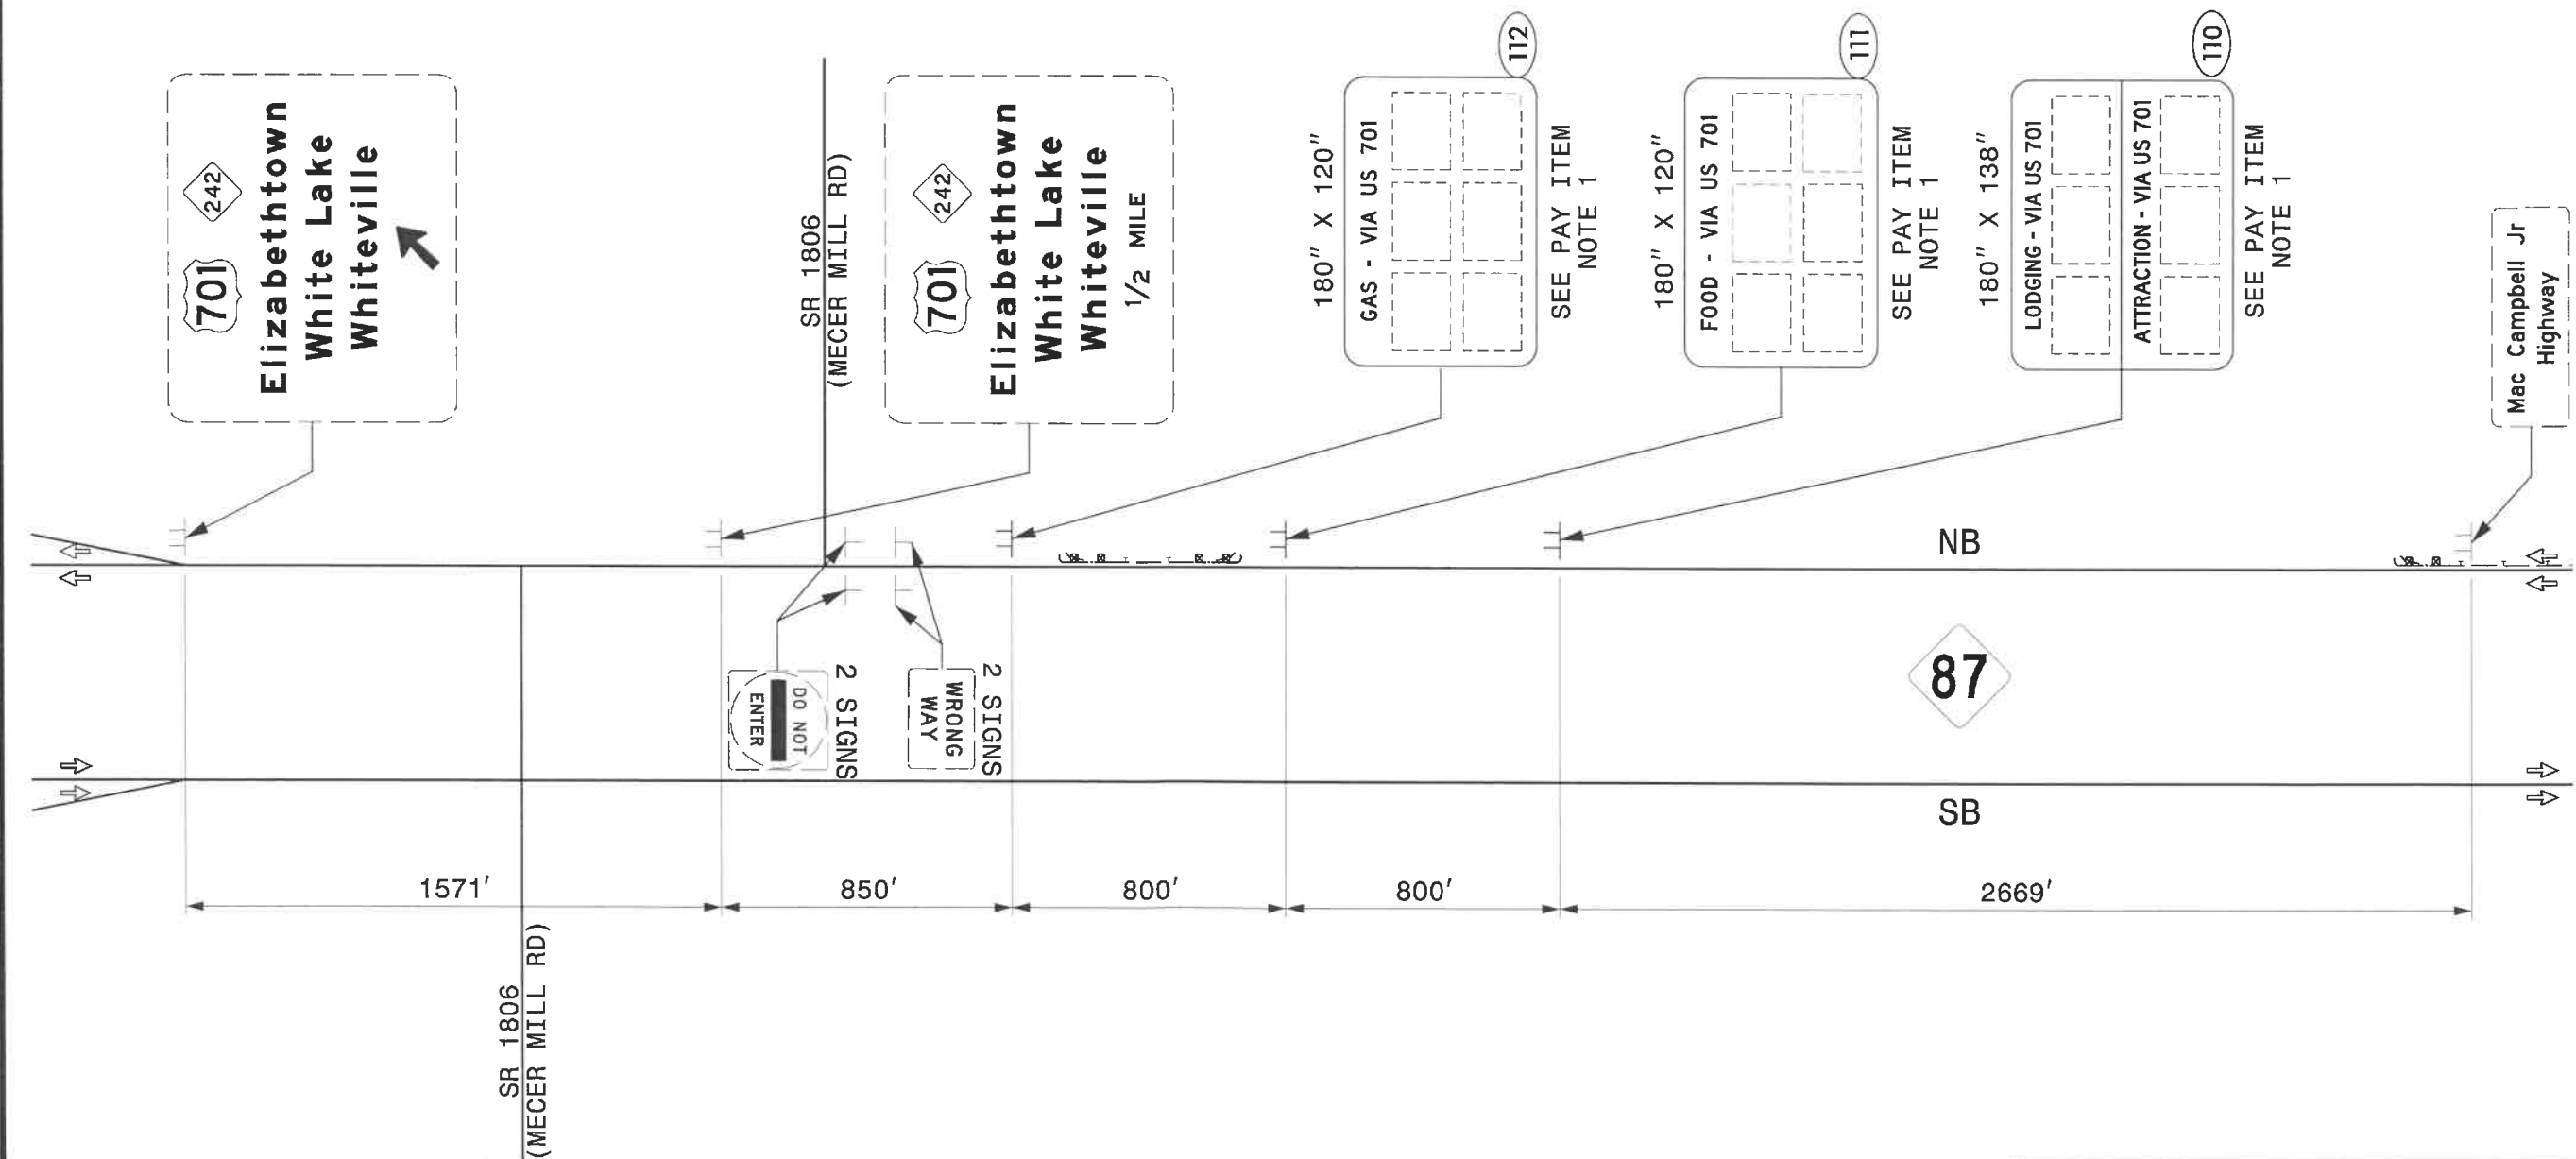 701 242
Elizabethtown
White Lake
Whiteville
SR 1806
(MECER MILL RD)
701 242
Elizabethtown
White Lake
Whiteville
1/2 MILE
112
180" X 120"
GAS - VIA US 701
SEE PAY ITEM
NOTE 1
111
180" X 120"
FOOD - VIA US 701
SEE PAY ITEM
NOTE 1
110
180" X 138"
LODGING - VIA US 701
ATTRACTION - VIA US 701
SEE PAY ITEM
NOTE 1
Mac Campbell Jr
Highway
NB
DO NOT
ENTER
2 SIGNS
WRONG
WAY
2 SIGNS
87
SB
1571'
850'
800'
800'
2669'
SR 1806
(MECER MILL RD)